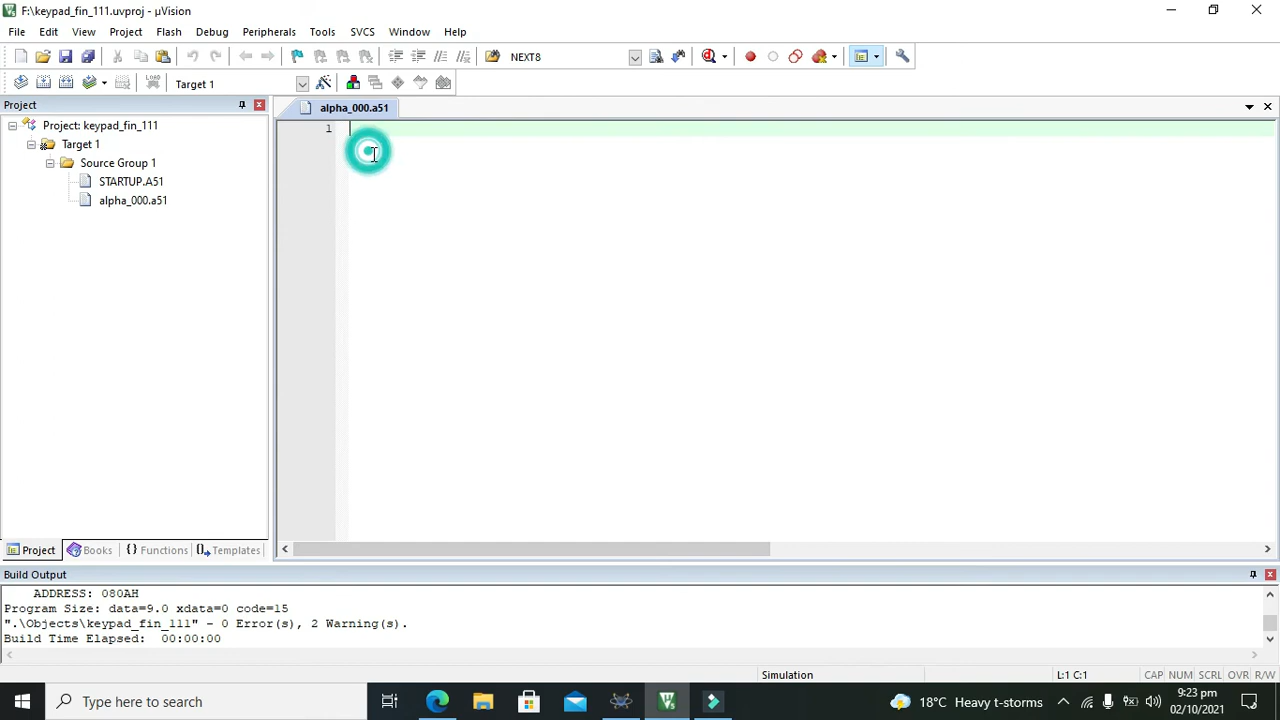 F:\keypad_fin_111.uvproj - µVision
File Edit View Project Flash Debug Peripherals Tools SVCS Window Help
NEXT8
LOAD Target 1
Project
alpha_000.a51
Project: keypad_fin_111
Target 1
Source Group 1
STARTUP.A51
alpha_000.a51
1
Project Books {} Functions Templates
Build Output
ADDRESS: 080AH
Program Size: data=9.0 xdata=0 code=15
".\Objects\keypad_fin_111" - 0 Error(s), 2 Warning(s).
Build Time Elapsed: 00:00:00
Simulation L:1 C:1 CAP NUM SCRL OVR R/W
Type here to search
18°C Heavy t-storms
9:23 pm
02/10/2021